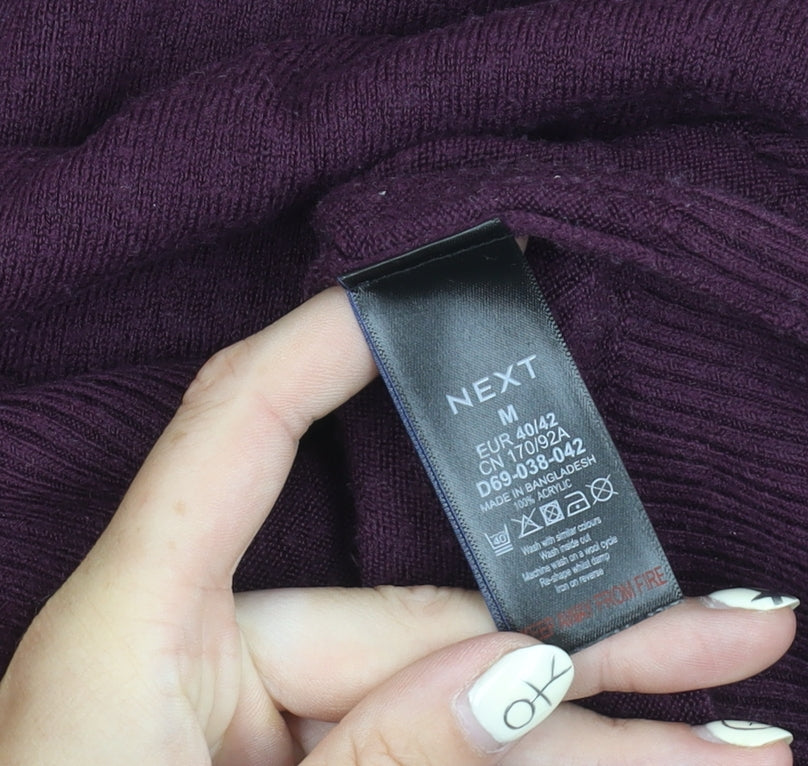 NEXT
M
EUR 40/42
CN 170/92A
D69-038-042
MADE IN BANGLADESH
100% ACRYLIC
40
Wash with similar colours
Wash inside out
Machine wash on a wool cycle
Re-shape whilst damp
Iron on reverse
AWAY FROM FIRE
OK